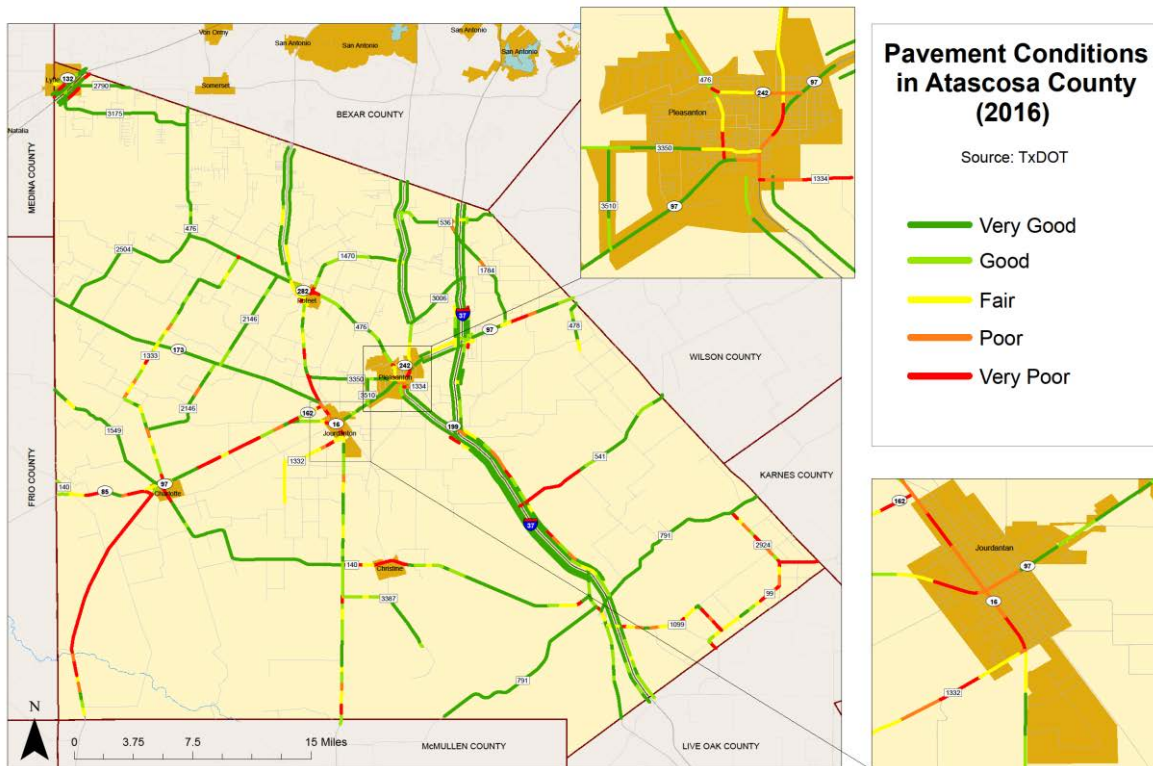 Pavement Conditions
in Atascosa County
(2016)
Source: TxDOT
Very Good
Good
Fair
Poor
Very Poor
Von Ormy
San Antonio
San Antonio
San Antonio
San Antonio
Somerset
Lytle
132
2790
Natalia
3175
BEXAR COUNTY
MEDINA COUNTY
476
2504
536
1470
1784
282
Poteet
3006
37
2146
476
97
478
173
1333
242
WILSON COUNTY
3350
Pleasanton
1334
3510
2146
162
16
199
Jourdanton
1549
1332
541
FRIO COUNTY
97
140
85
Charlotte
KARNES COUNTY
37
791
2924
140
Christine
3387
99
1099
791
N
0
3.75
7.5
15 Miles
McMULLEN COUNTY
LIVE OAK COUNTY
476
97
242
Pleasanton
3350
1334
3510
97
162
Jourdantan
97
16
1332